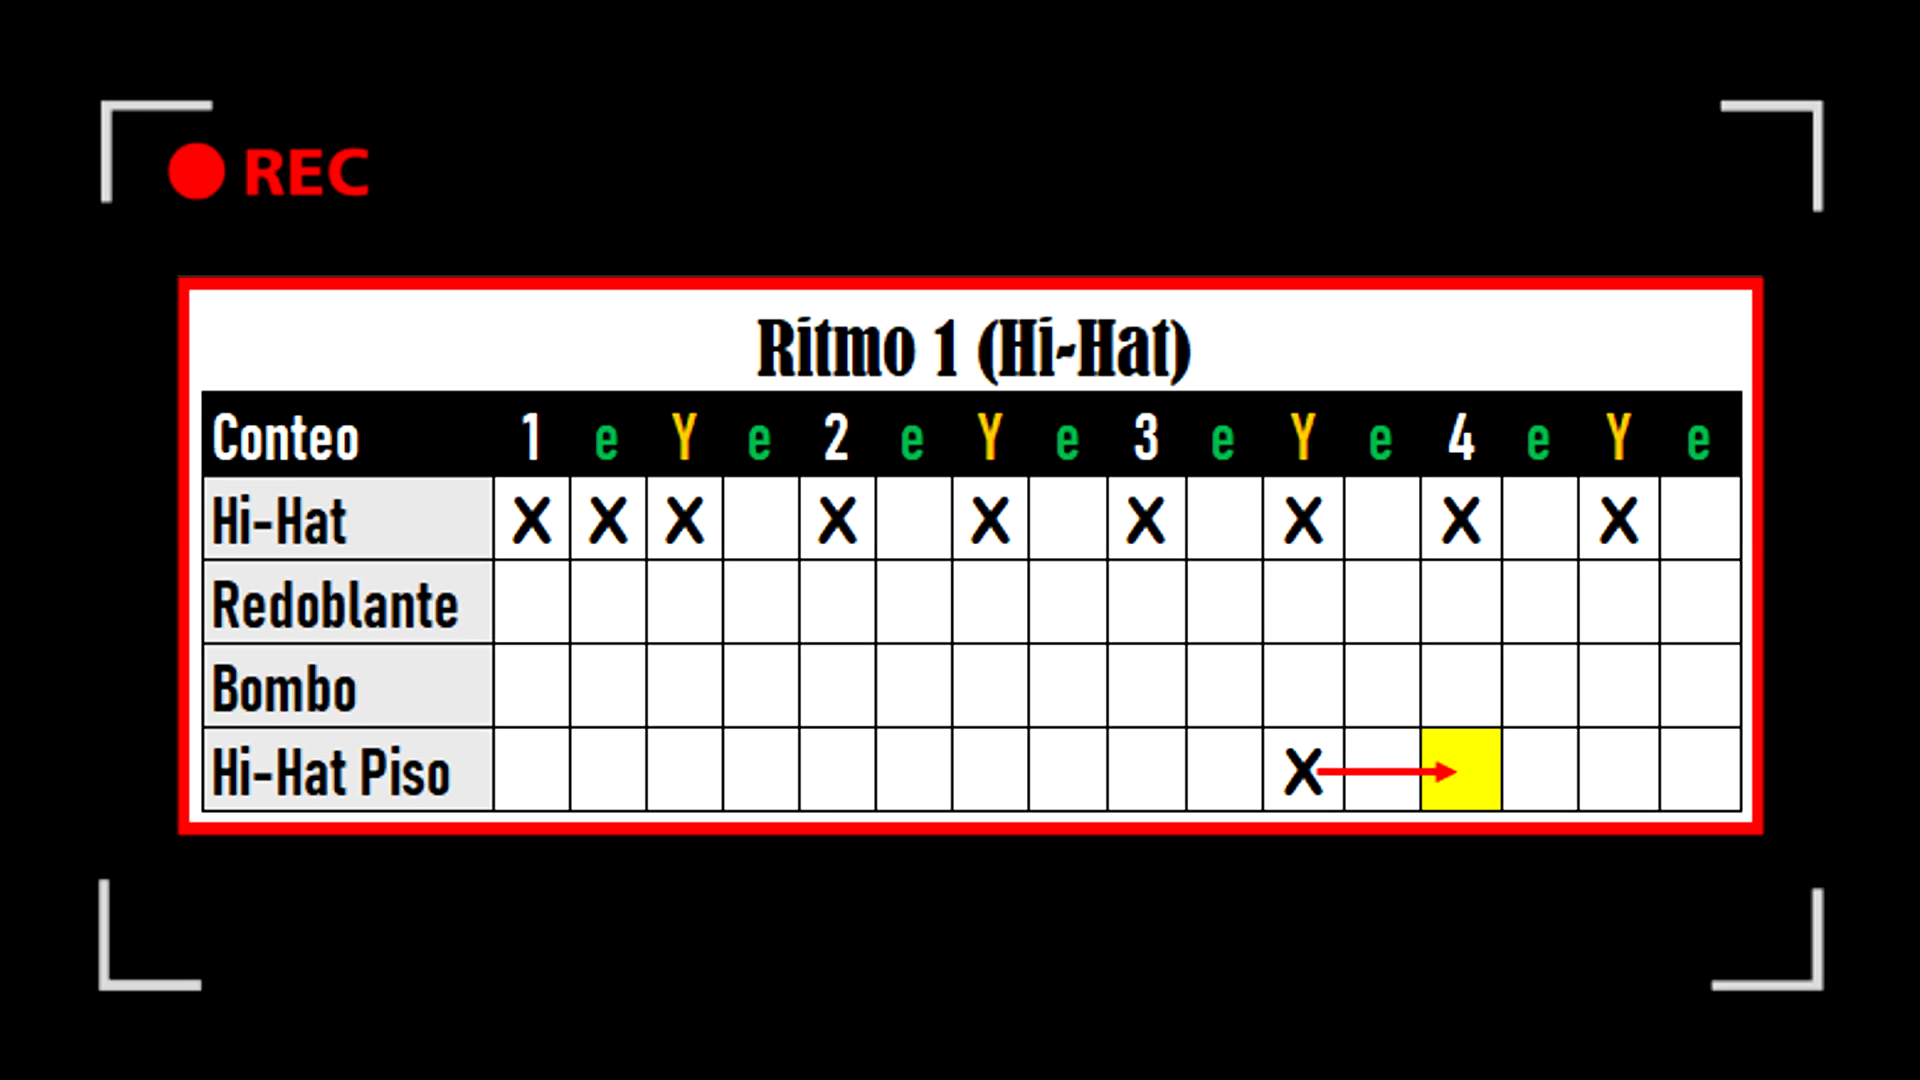 REC
Ritmo 1 (Hi-Hat)
Conteo 1 e Y e 2 e Y e 3 e Y e 4 e Y e
Hi-Hat X X X X X X X X X
Redoblante
Bombo
Hi-Hat Piso X